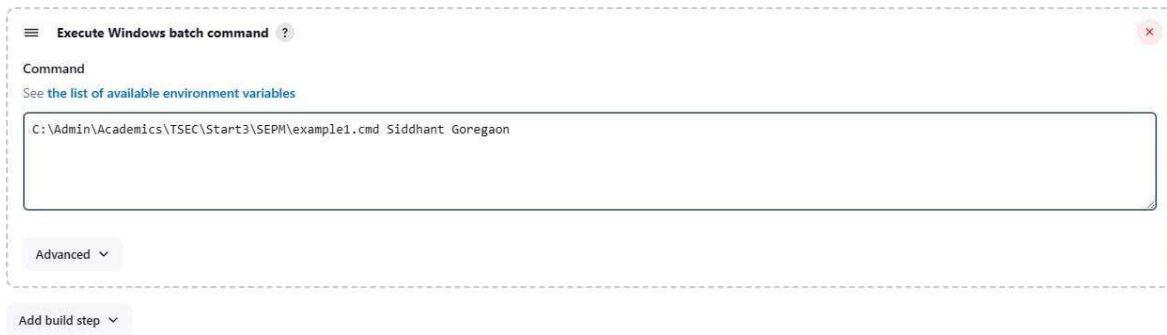 Execute Windows batch command ?
Command
See the list of available environment variables
C:\Admin\Academics\TSEC\Start3\SEPM\example1.cmd Siddhant Goregaon
Advanced
Add build step